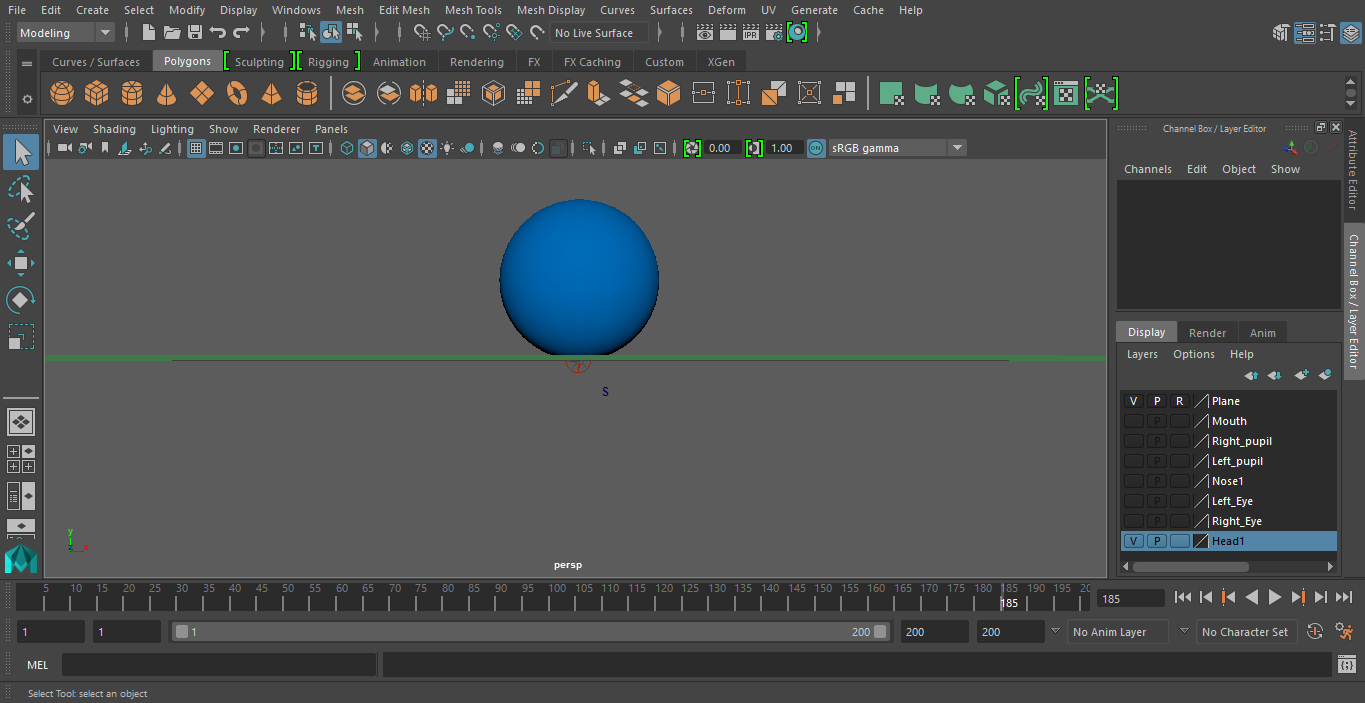 File Edit Create Select Modify Display Windows Mesh Edit Mesh Mesh Tools Mesh Display Curves Surfaces Deform UV Generate Cache Help
Modeling No Live Surface IPR
Curves / Surfaces Polygons Sculpting Rigging Animation Rendering FX FX Caching Custom XGen
View Shading Lighting Show Renderer Panels
0.00 1.00 ON sRGB gamma
Channel Box / Layer Editor
Channels Edit Object Show
Attribute Editor
Channel Box / Layer Editor
Display Render Anim
Layers Options Help
V P R Plane
P Mouth
P Right_pupil
P Left_pupil
P Nose1
P Left_Eye
P Right_Eye
V P Head1
S
y
x
persp
5 10 15 20 25 30 35 40 45 50 55 60 65 70 75 80 85 90 95 100 105 110 115 120 125 130 135 140 145 150 155 160 165 170 175 180 185 190 195 20
185
185
1 1 1 200 200 200 No Anim Layer No Character Set
MEL
Select Tool: select an object